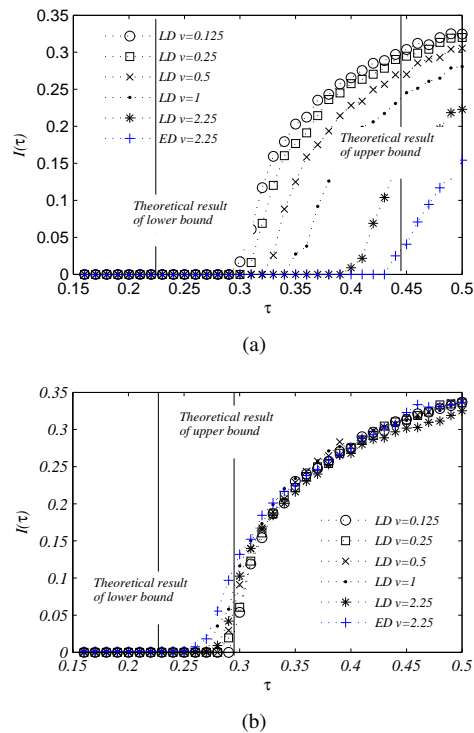 0.35
0.3
0.25
0.2
0.15
0.1
0.05
0
I(τ)
LD v=0.125
LD v=0.25
LD v=0.5
LD v=1
LD v=2.25
ED v=2.25
Theoretical result
of upper bound
Theoretical result
of lower bound
0.15 0.2 0.25 0.3 0.35 0.4 0.45 0.5
τ
(a)
0.35
0.3
0.25
0.2
0.15
0.1
0.05
0
I(τ)
Theoretical result
of upper bound
Theoretical result
of lower bound
LD v=0.125
LD v=0.25
LD v=0.5
LD v=1
LD v=2.25
ED v=2.25
0.15 0.2 0.25 0.3 0.35 0.4 0.45 0.5
τ
(b)